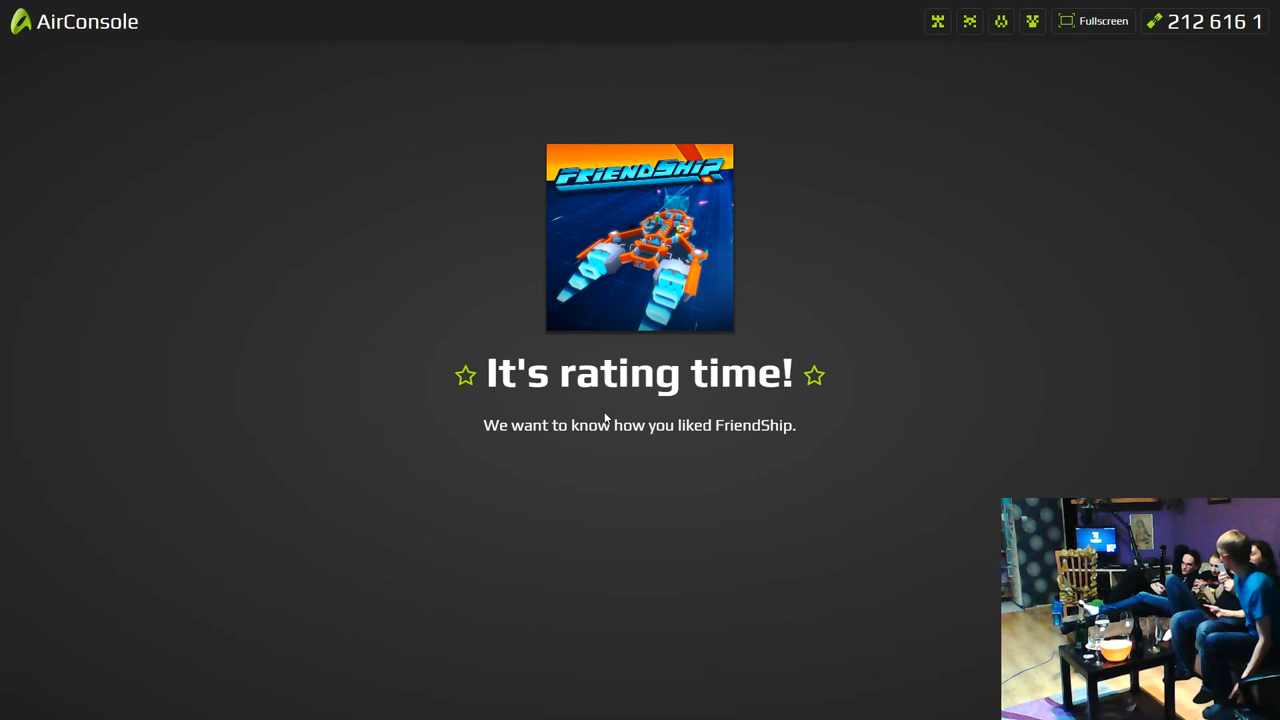 AirConsole
Fullscreen
212 616 1
FRIENDSHIP
It's rating time!
We want to know how you liked FriendShip.